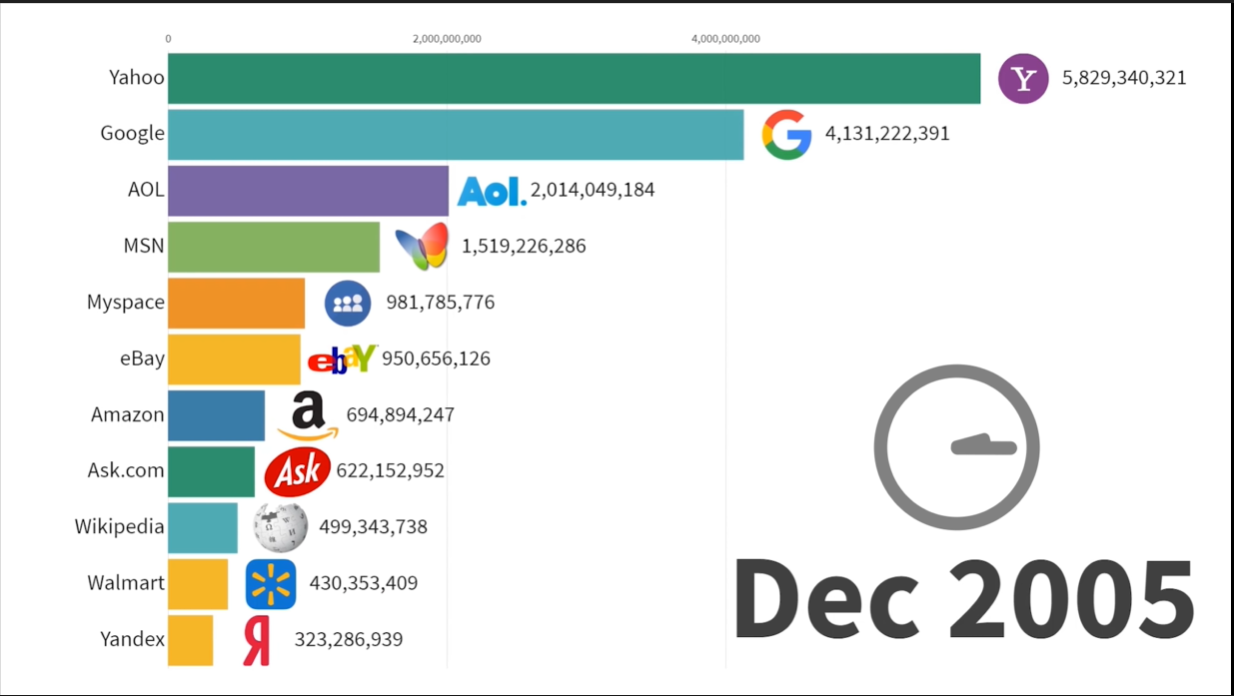 0 2,000,000,000 4,000,000,000
Yahoo Y 5,829,340,321
Google G 4,131,222,391
AOL Aol. 2,014,049,184
MSN 1,519,226,286
Myspace 981,785,776
eBay ebaY 950,656,126
Amazon a 694,894,247
Ask.com Ask 622,152,952
Wikipedia 499,343,738
Walmart 430,353,409
Yandex Я 323,286,939
Dec 2005